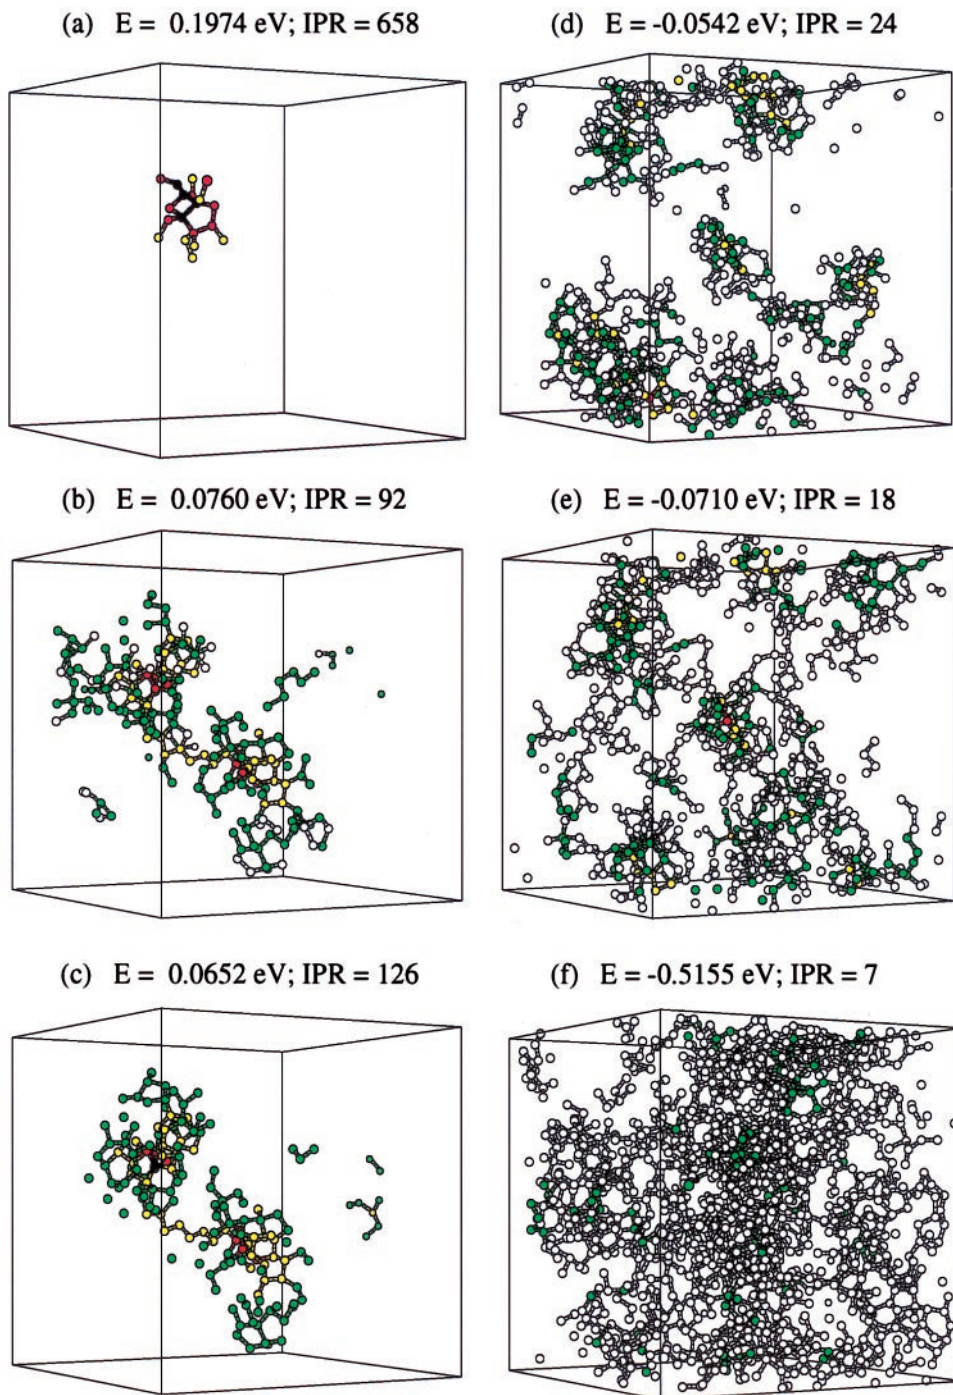 (a) E = 0.1974 eV; IPR = 658
(d) E = -0.0542 eV; IPR = 24
(b) E = 0.0760 eV; IPR = 92
(e) E = -0.0710 eV; IPR = 18
(c) E = 0.0652 eV; IPR = 126
(f) E = -0.5155 eV; IPR = 7